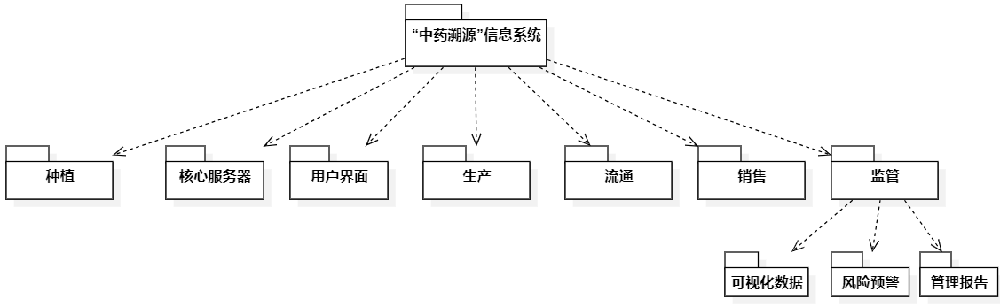 “中药溯源”信息系统
种植
核心服务器
用户界面
生产
流通
销售
监管
可视化数据
风险预警
管理报告